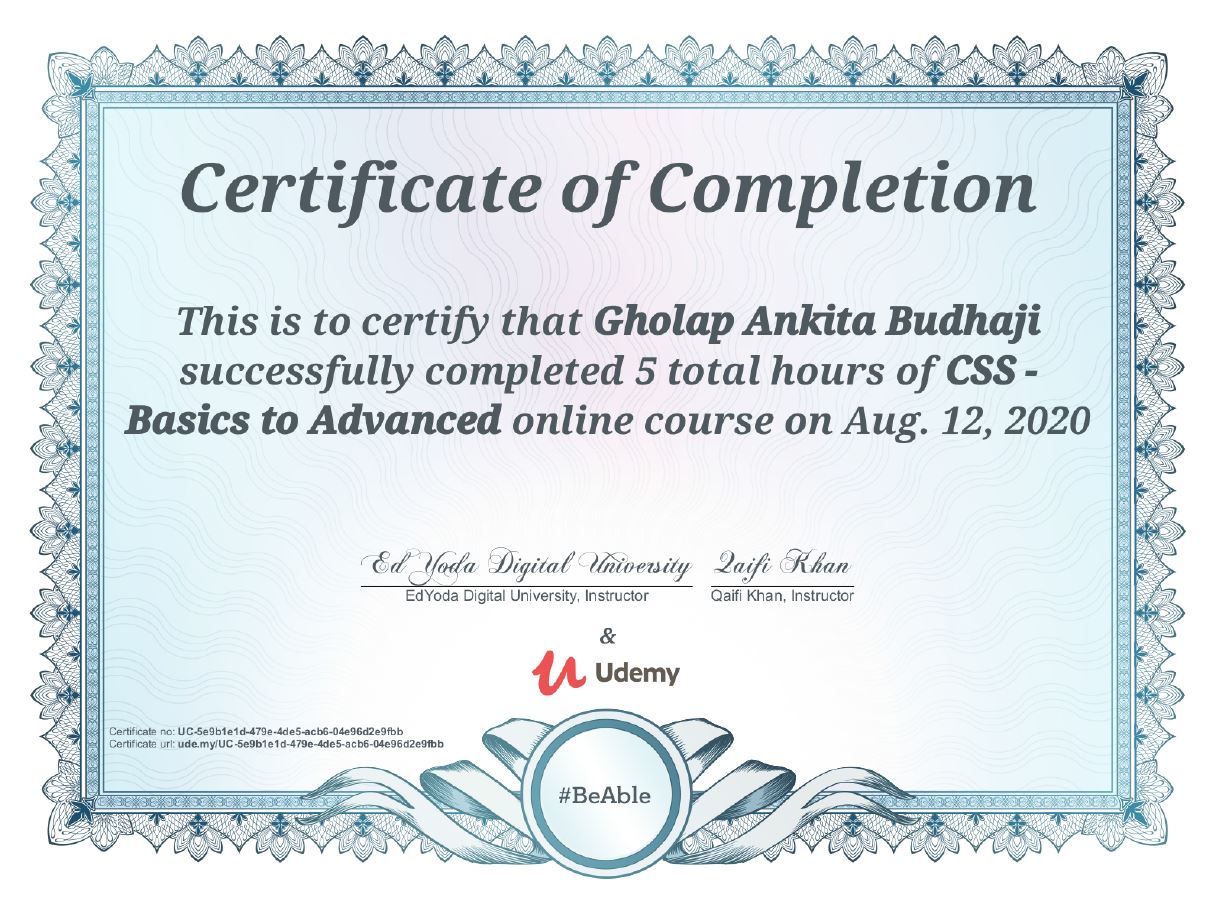 Certificate of Completion
This is to certify that Gholap Ankita Budhaji
successfully completed 5 total hours of CSS -
Basics to Advanced online course on Aug. 12, 2020
Ed Yoda Digital University Qaifi Khan
EdYoda Digital University, Instructor Qaifi Khan, Instructor
&
Udemy
Certificate no: UC-5e9b1e1d-479e-4de5-acb6-04e96d2e9fbb
Certificate url: ude.my/UC-5e9b1e1d-479e-4de5-acb6-04e96d2e9fbb
#BeAble